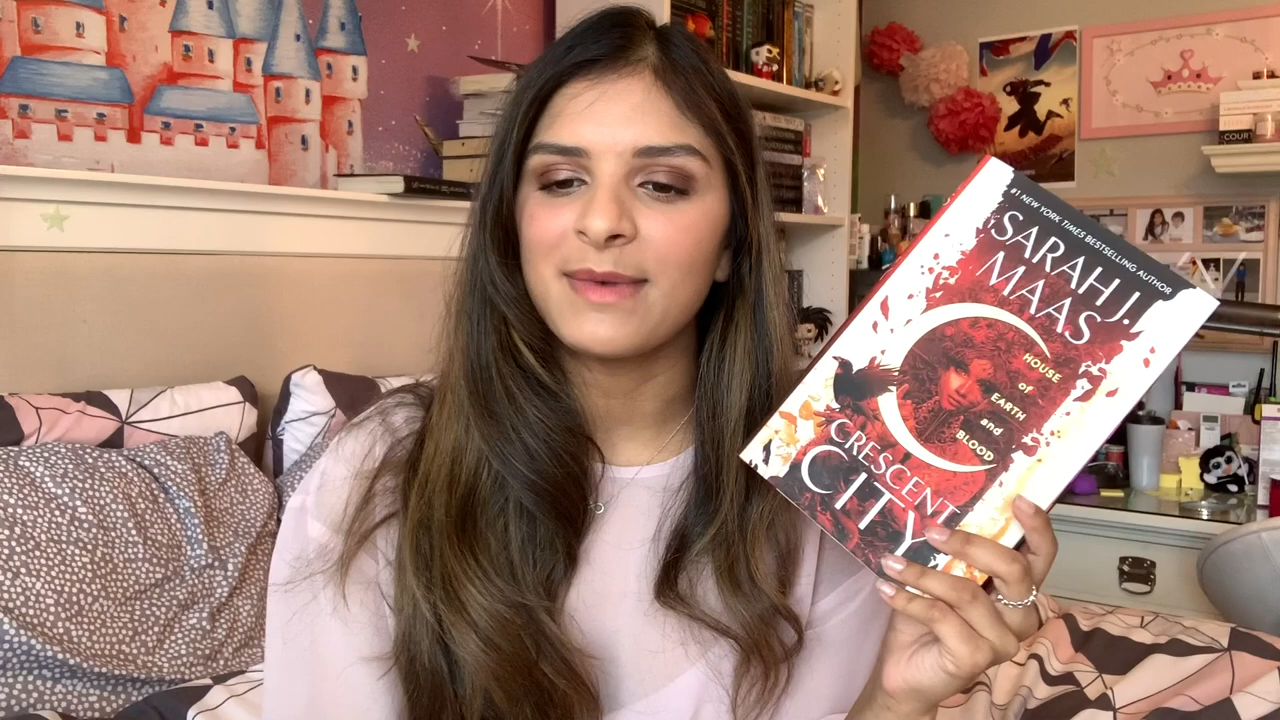 #1 NEW YORK TIMES BESTSELLING AUTHOR
SARAH J.
MAAS
HOUSE
of
EARTH
and
BLOOD
CRESCENT
CITY
COURT